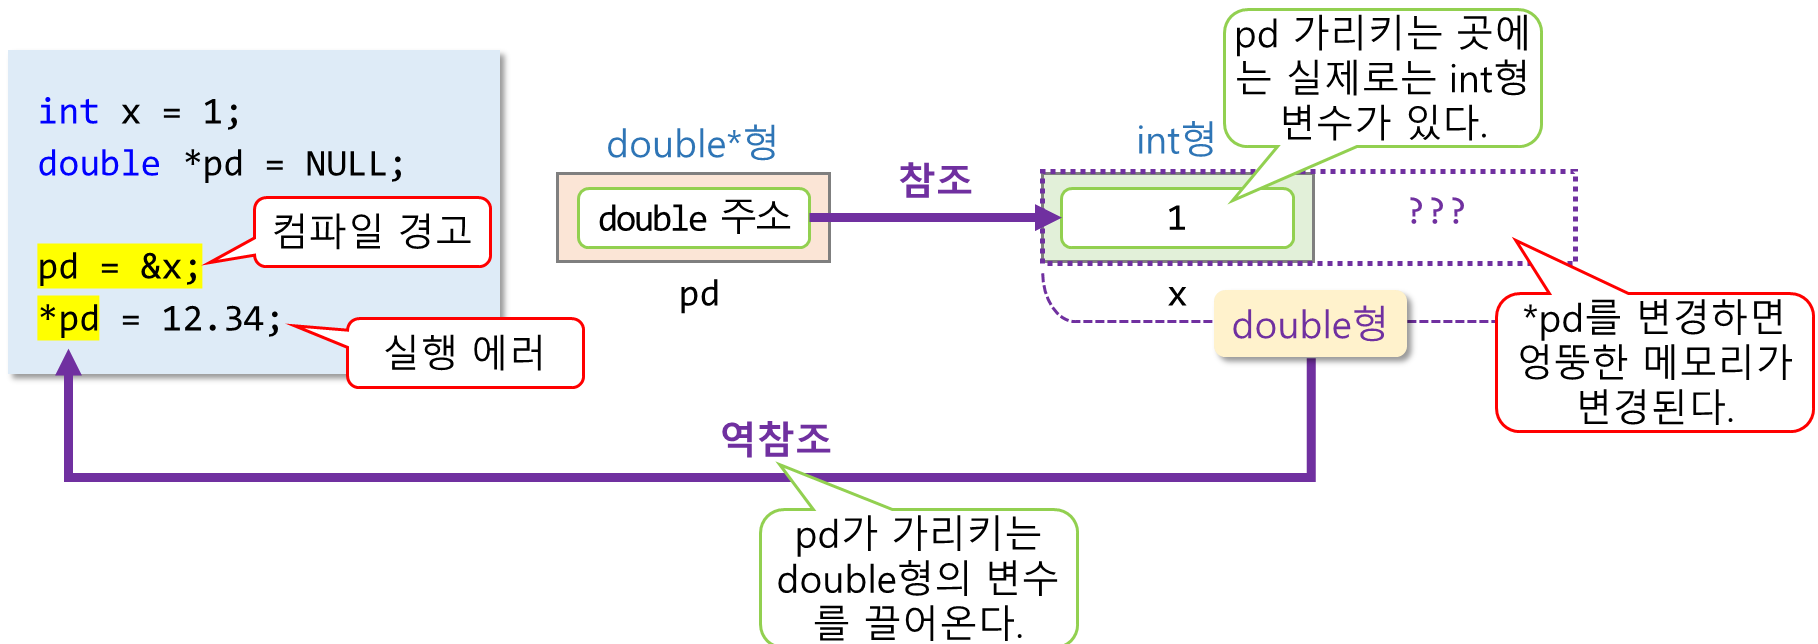 int x = 1;
double *pd = NULL;
pd = &x;
*pd = 12.34;
컴파일 경고
실행 에러
double*형
double 주소
pd
참조
int형
1
x
???
pd 가리키는 곳에
는 실제로는 int형
변수가 있다.
double형
*pd를 변경하면
엉뚱한 메모리가
변경된다.
역참조
pd가 가리키는
double형의 변수
를 끌어온다.